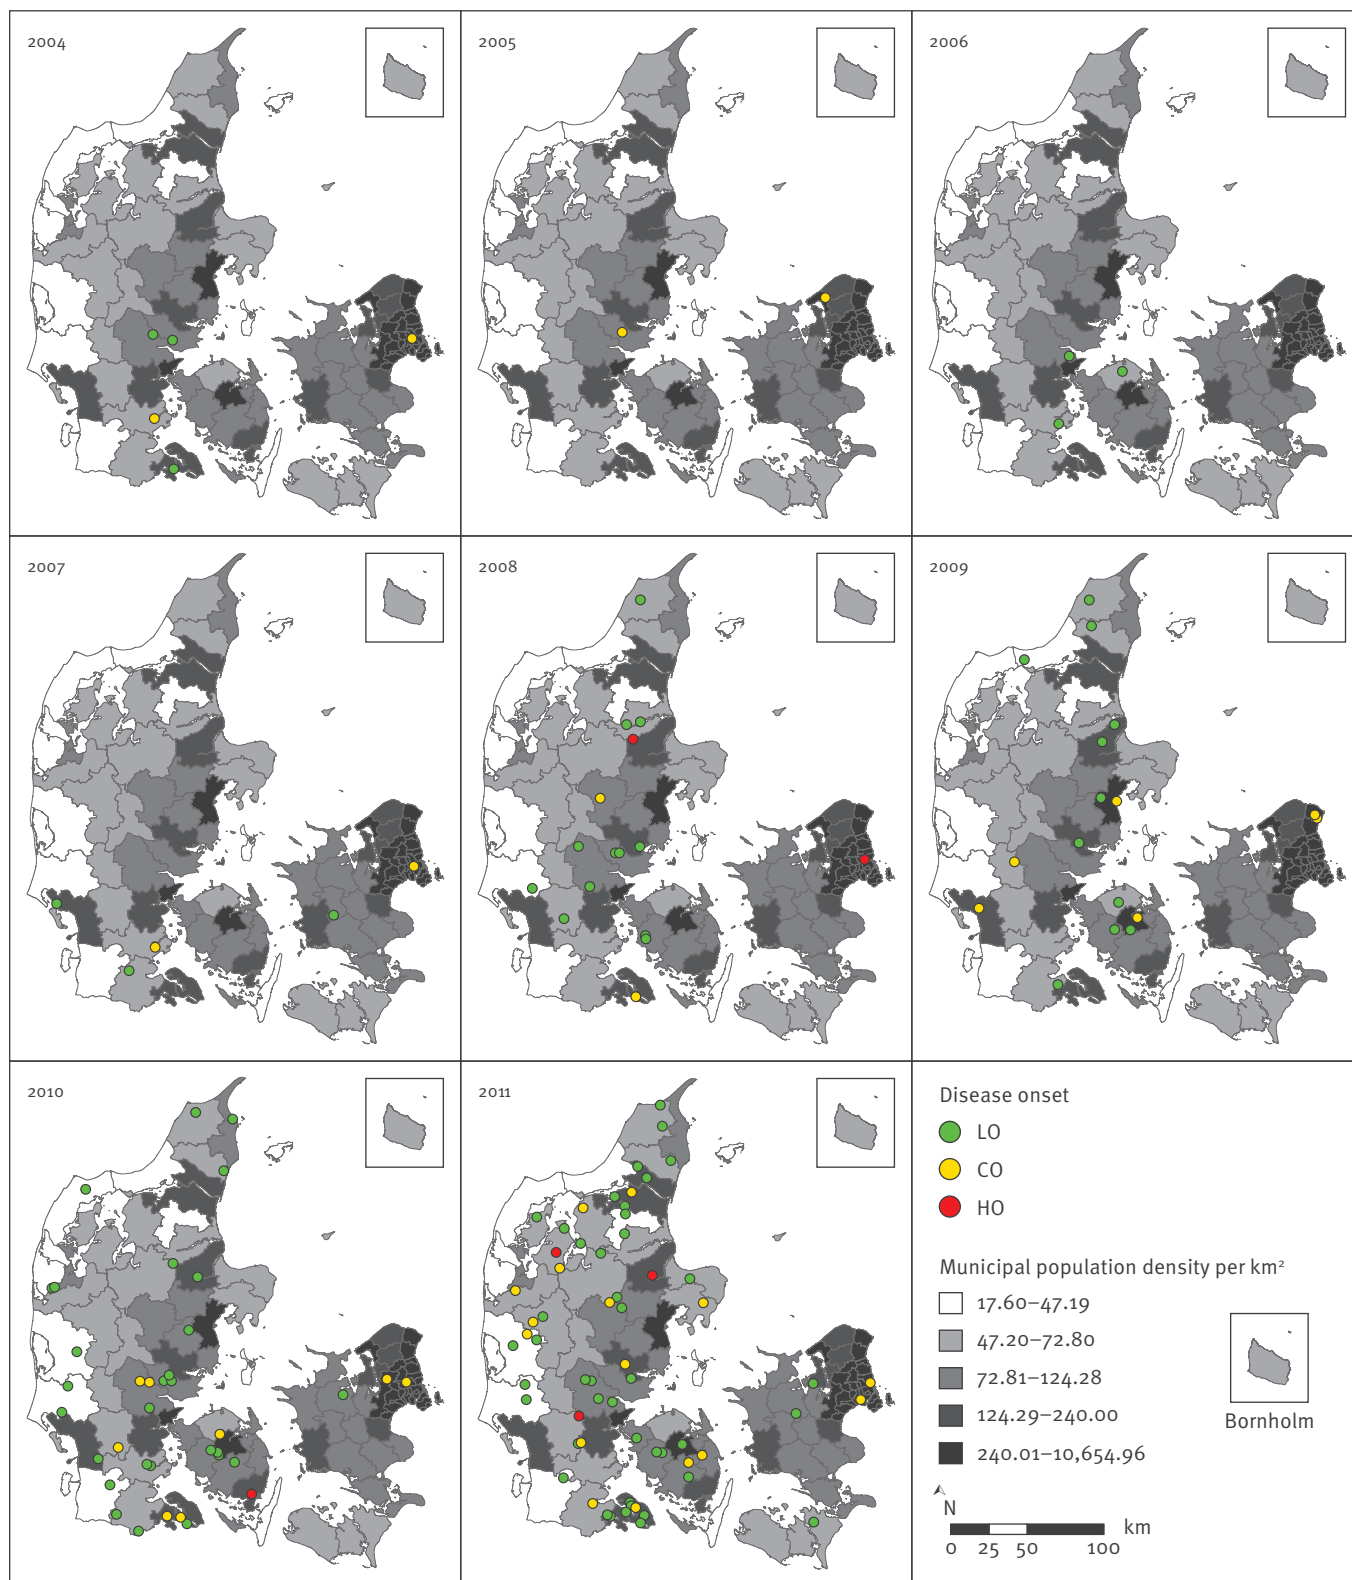 2004
2005
2006
2007
2008
2009
2010
2011
Disease onset
LO
CO
HO
Municipal population density per km²
17.60–47.19
47.20–72.80
72.81–124.28
124.29–240.00
240.01–10,654.96
Bornholm
N
km
0 25 50 100